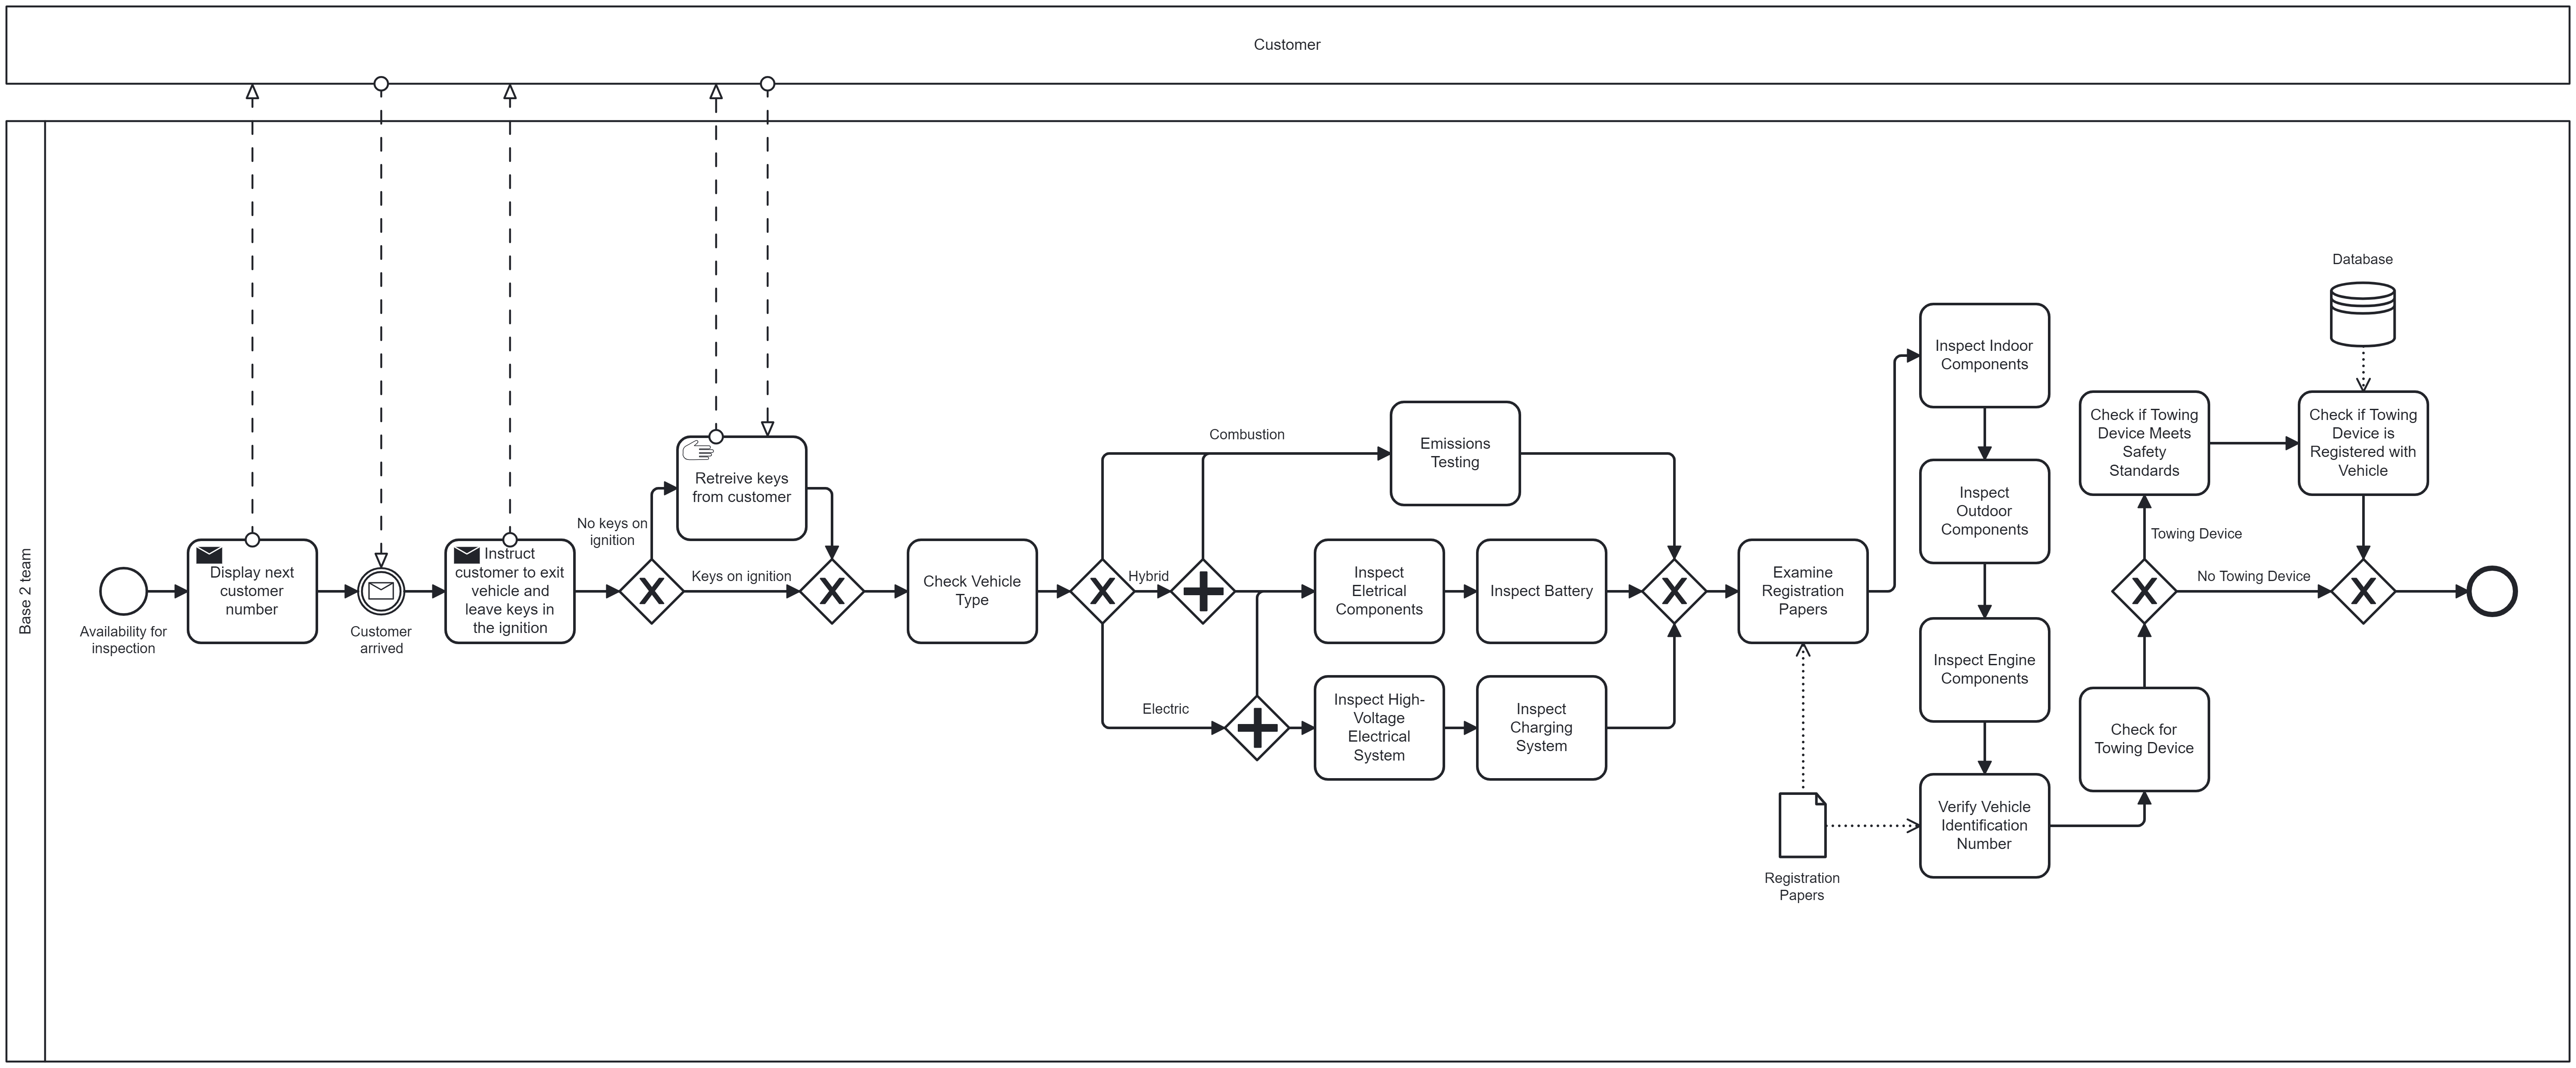 Customer
Base 2 team
Availability for
inspection
Display next
customer
number
Customer
arrived
Instruct
customer to exit
vehicle and
leave keys in
the ignition
No keys on
ignition
Retreive keys
from customer
Keys on ignition
Check Vehicle
Type
Combustion
Hybrid
Electric
Emissions
Testing
Inspect
Eletrical
Components
Inspect Battery
Inspect High-
Voltage
Electrical
System
Inspect
Charging
System
Examine
Registration
Papers
Registration
Papers
Inspect Indoor
Components
Inspect
Outdoor
Components
Inspect Engine
Components
Verify Vehicle
Identification
Number
Check for
Towing Device
Towing Device
No Towing Device
Check if Towing
Device Meets
Safety
Standards
Database
Check if Towing
Device is
Registered with
Vehicle